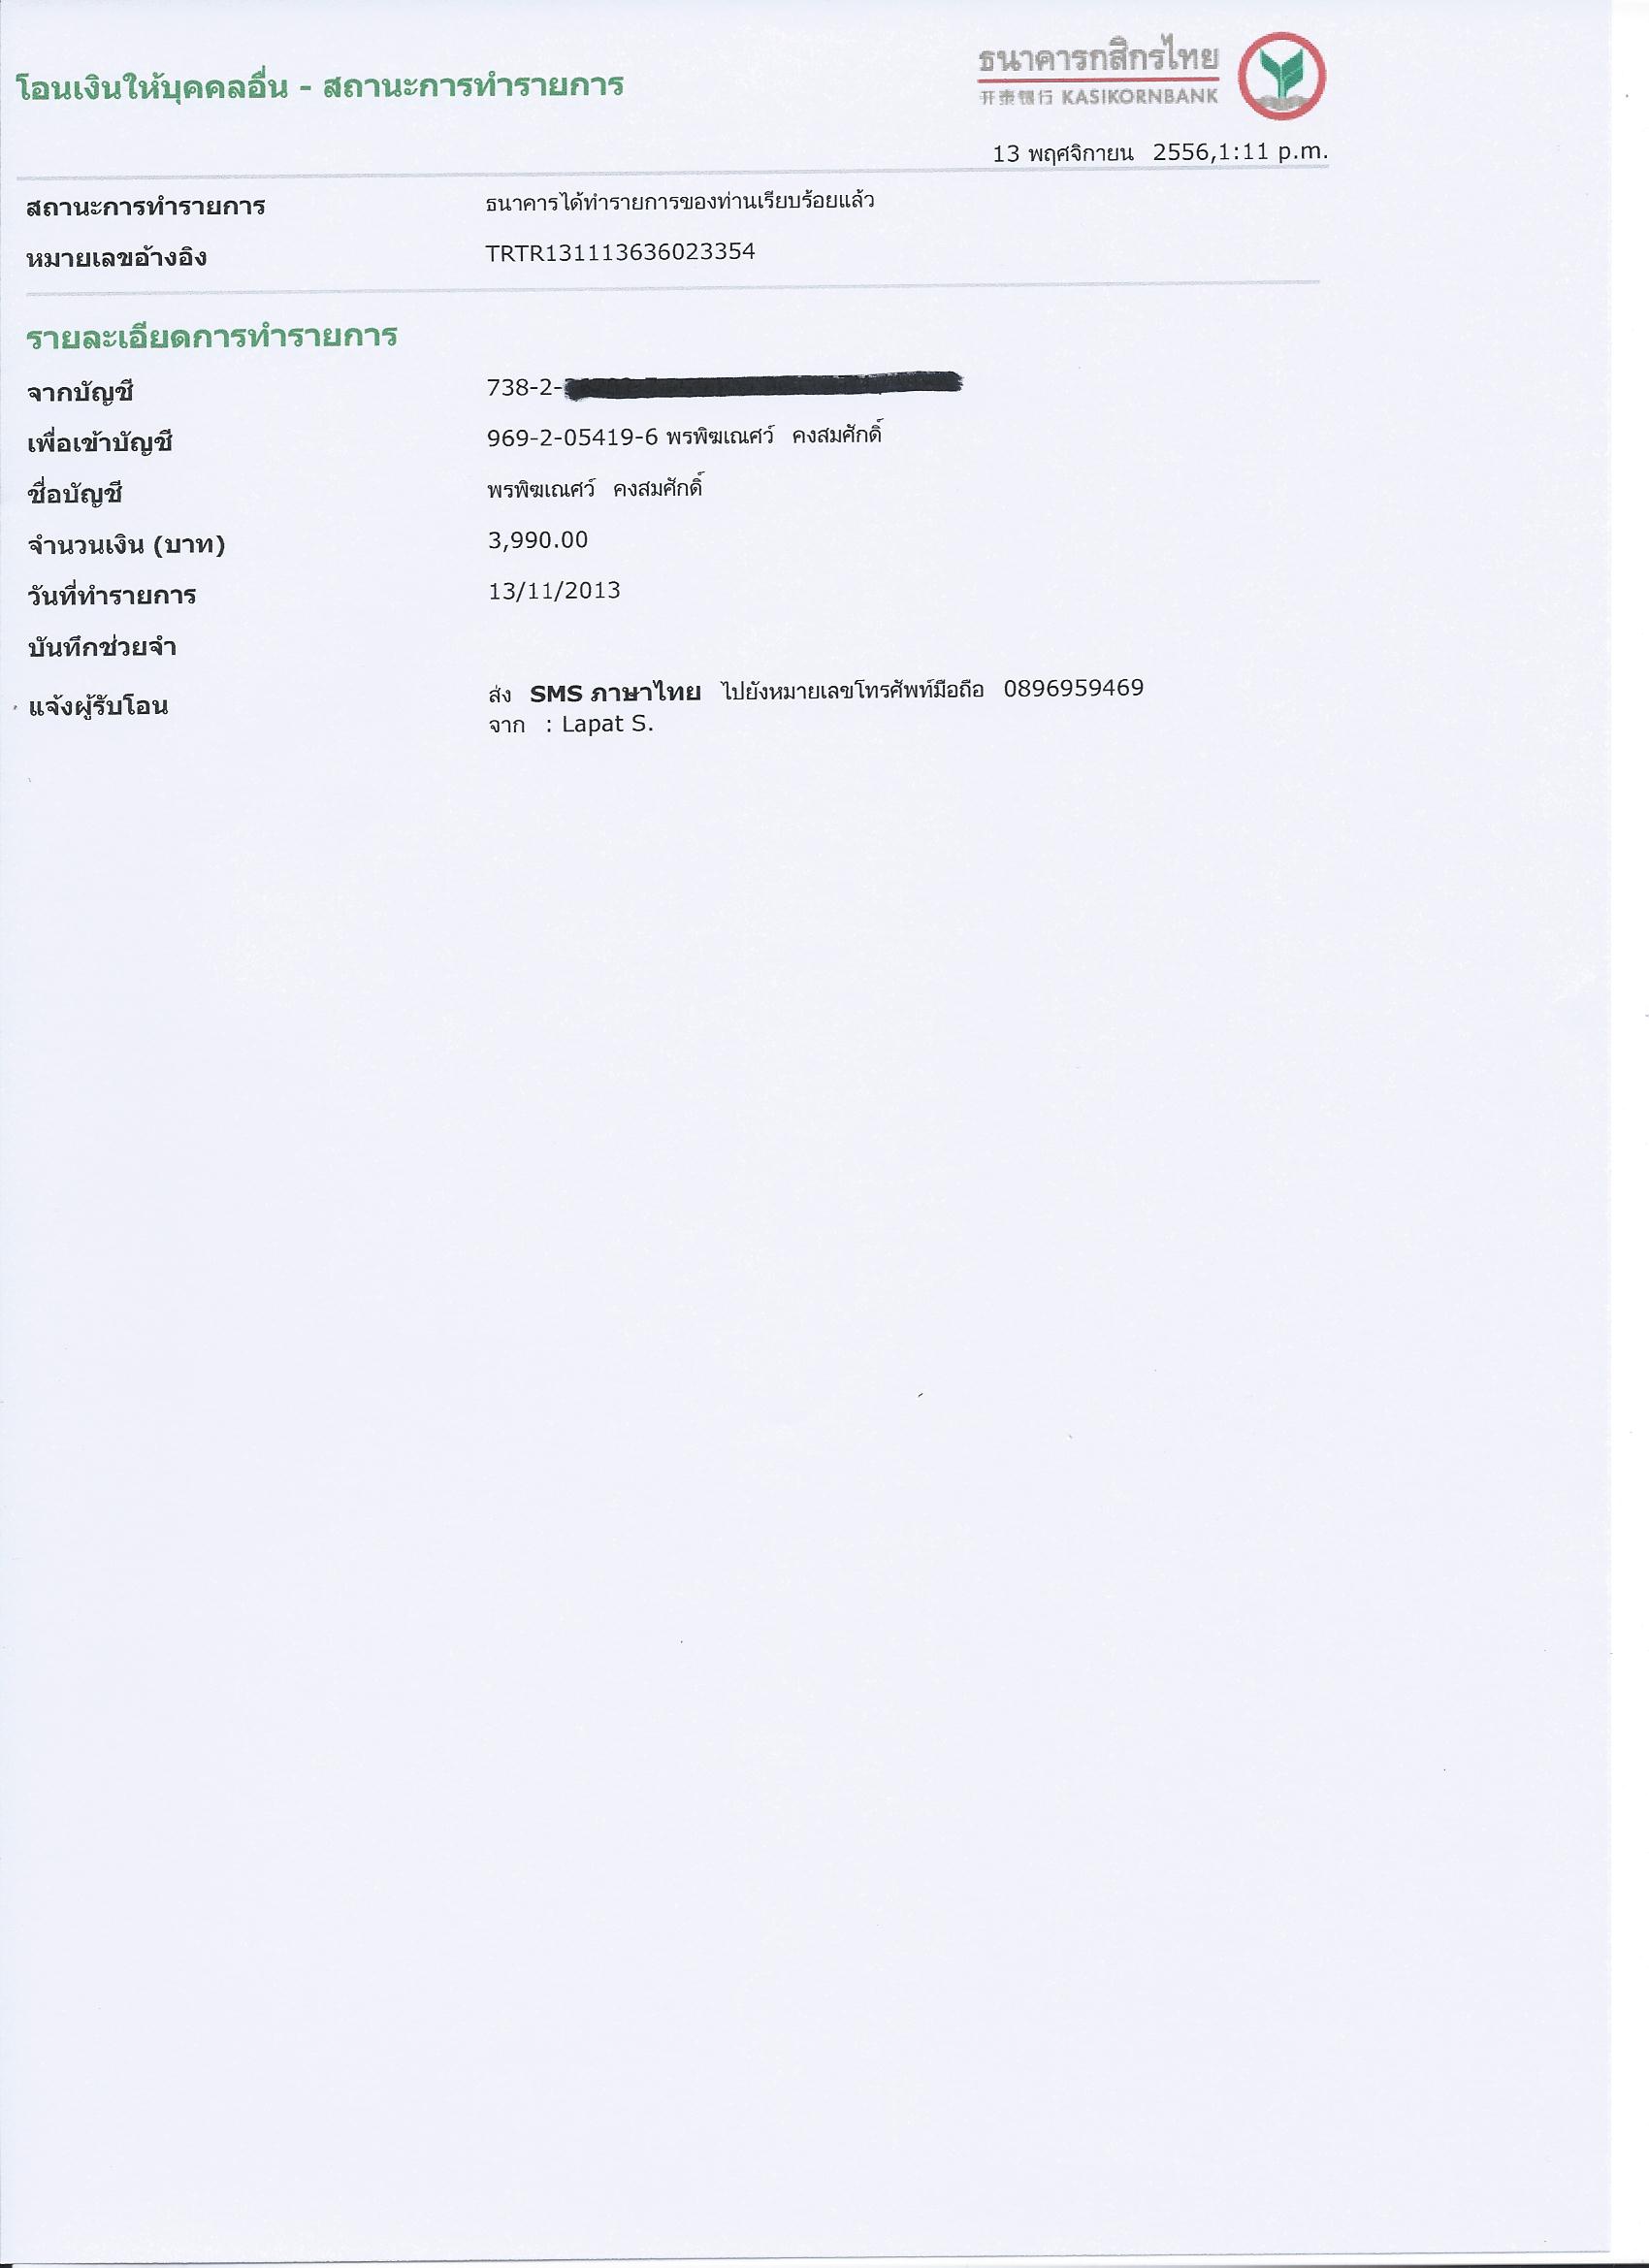 ธนาคารกสิกรไทย
开泰银行 KASIKORNBANK
โอนเงินให้บุคคลอื่น - สถานะการทำรายการ
13 พฤศจิกายน 2556,1:11 p.m.
สถานะการทำรายการ ธนาคารได้ทำรายการของท่านเรียบร้อยแล้ว
หมายเลขอ้างอิง TRTR131113636023354
รายละเอียดการทำรายการ
จากบัญชี 738-2-
เพื่อเข้าบัญชี 969-2-05419-6 พรพิฆเณศว์ คงสมศักดิ์
ชื่อบัญชี พรพิฆเณศว์ คงสมศักดิ์
จำนวนเงิน (บาท) 3,990.00
วันที่ทำรายการ 13/11/2013
บันทึกช่วยจำ
แจ้งผู้รับโอน ส่ง SMS ภาษาไทย ไปยังหมายเลขโทรศัพท์มือถือ 0896959469
จาก : Lapat S.